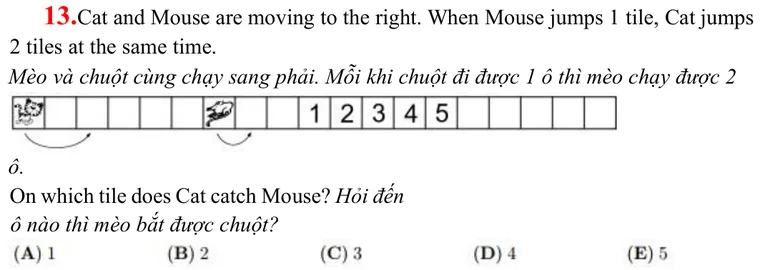 13.Cat and Mouse are moving to the right. When Mouse jumps 1 tile, Cat jumps
2 tiles at the same time.
Mèo và chuột cùng chạy sang phải. Mỗi khi chuột đi được 1 ô thì mèo chạy được 2
1 2 3 4 5
ô.
On which tile does Cat catch Mouse? Hỏi đến
ô nào thì mèo bắt được chuột?
(A) 1 (B) 2 (C) 3 (D) 4 (E) 5